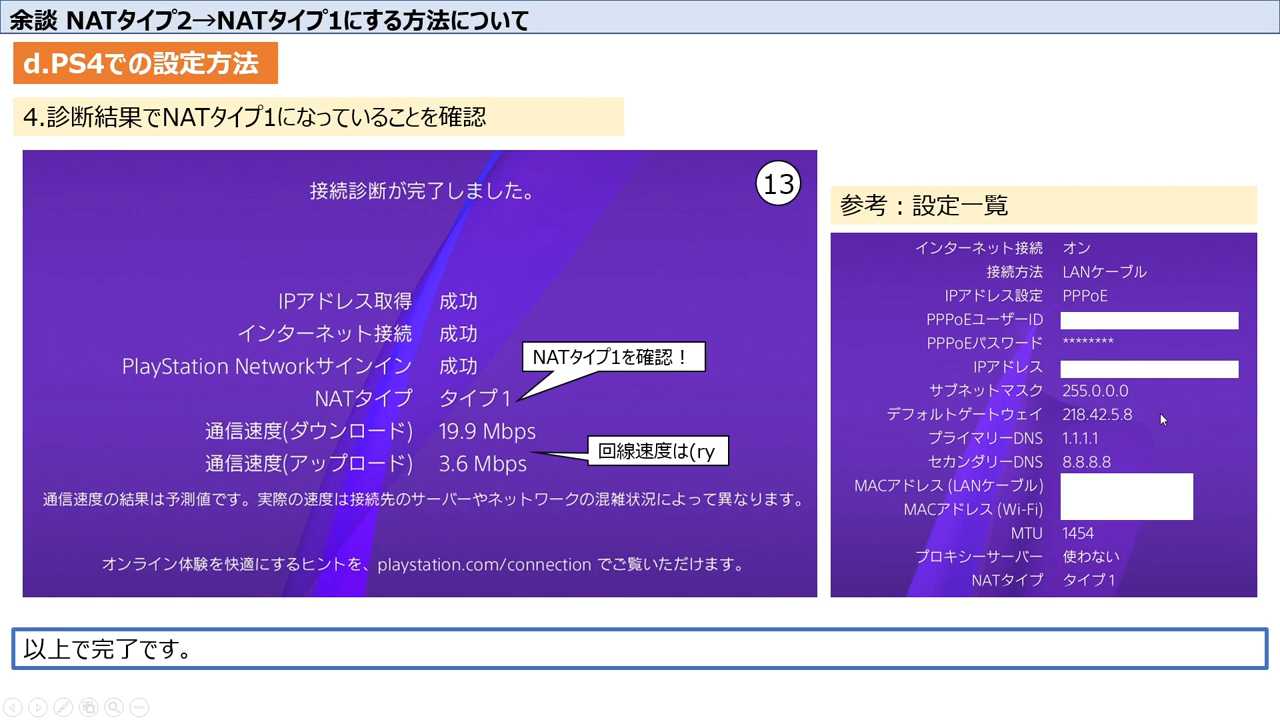 余談 NATタイプ2→NATタイプ1にする方法について
d.PS4での設定方法
4.診断結果でNATタイプ1になっていることを確認
接続診断が完了しました。
13
IPアドレス取得 成功
インターネット接続 成功
PlayStation Networkサインイン 成功
NATタイプ1を確認！
NATタイプ タイプ1
通信速度(ダウンロード) 19.9 Mbps
回線速度は(ry
通信速度(アップロード) 3.6 Mbps
通信速度の結果は予測値です。実際の速度は接続先のサーバーやネットワークの混雑状況によって異なります。
オンライン体験を快適にするヒントを、playstation.com/connection でご覧いただけます。
参考：設定一覧
インターネット接続 オン
接続方法 LANケーブル
IPアドレス設定 PPPoE
PPPoEユーザーID
PPPoEパスワード ********
IPアドレス
サブネットマスク 255.0.0.0
デフォルトゲートウェイ 218.42.5.8
プライマリーDNS 1.1.1.1
セカンダリーDNS 8.8.8.8
MACアドレス (LANケーブル)
MACアドレス (Wi-Fi)
MTU 1454
プロキシーサーバー 使わない
NATタイプ タイプ1
以上で完了です。